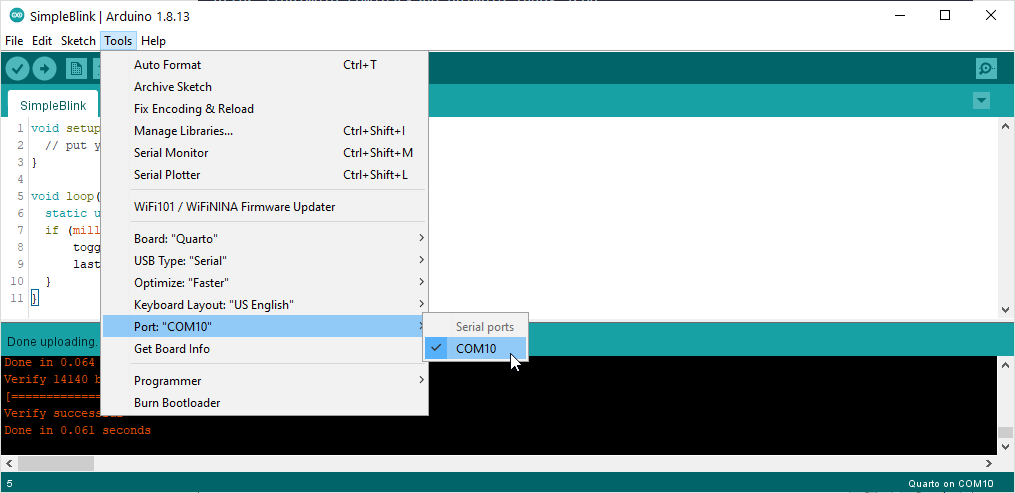 SimpleBlink | Arduino 1.8.13
File Edit Sketch Tools Help
Auto Format Ctrl+T
Archive Sketch
Fix Encoding & Reload
Manage Libraries... Ctrl+Shift+I
Serial Monitor Ctrl+Shift+M
Serial Plotter Ctrl+Shift+L
WiFi101 / WiFiNINA Firmware Updater
Board: "Quarto"
USB Type: "Serial"
Optimize: "Faster"
Keyboard Layout: "US English"
Port: "COM10"
Get Board Info
Programmer
Burn Bootloader
Serial ports
COM10
SimpleBlink
1 void setup
2 // put y
3 }
4
5 void loop(
6 static u
7 if (mill
8 togg
9 last
10 }
11 }
Done uploading.
Done in 0.064
Verify 14140 b
[=============
Verify successful
Done in 0.061 seconds
5 Quarto on COM10